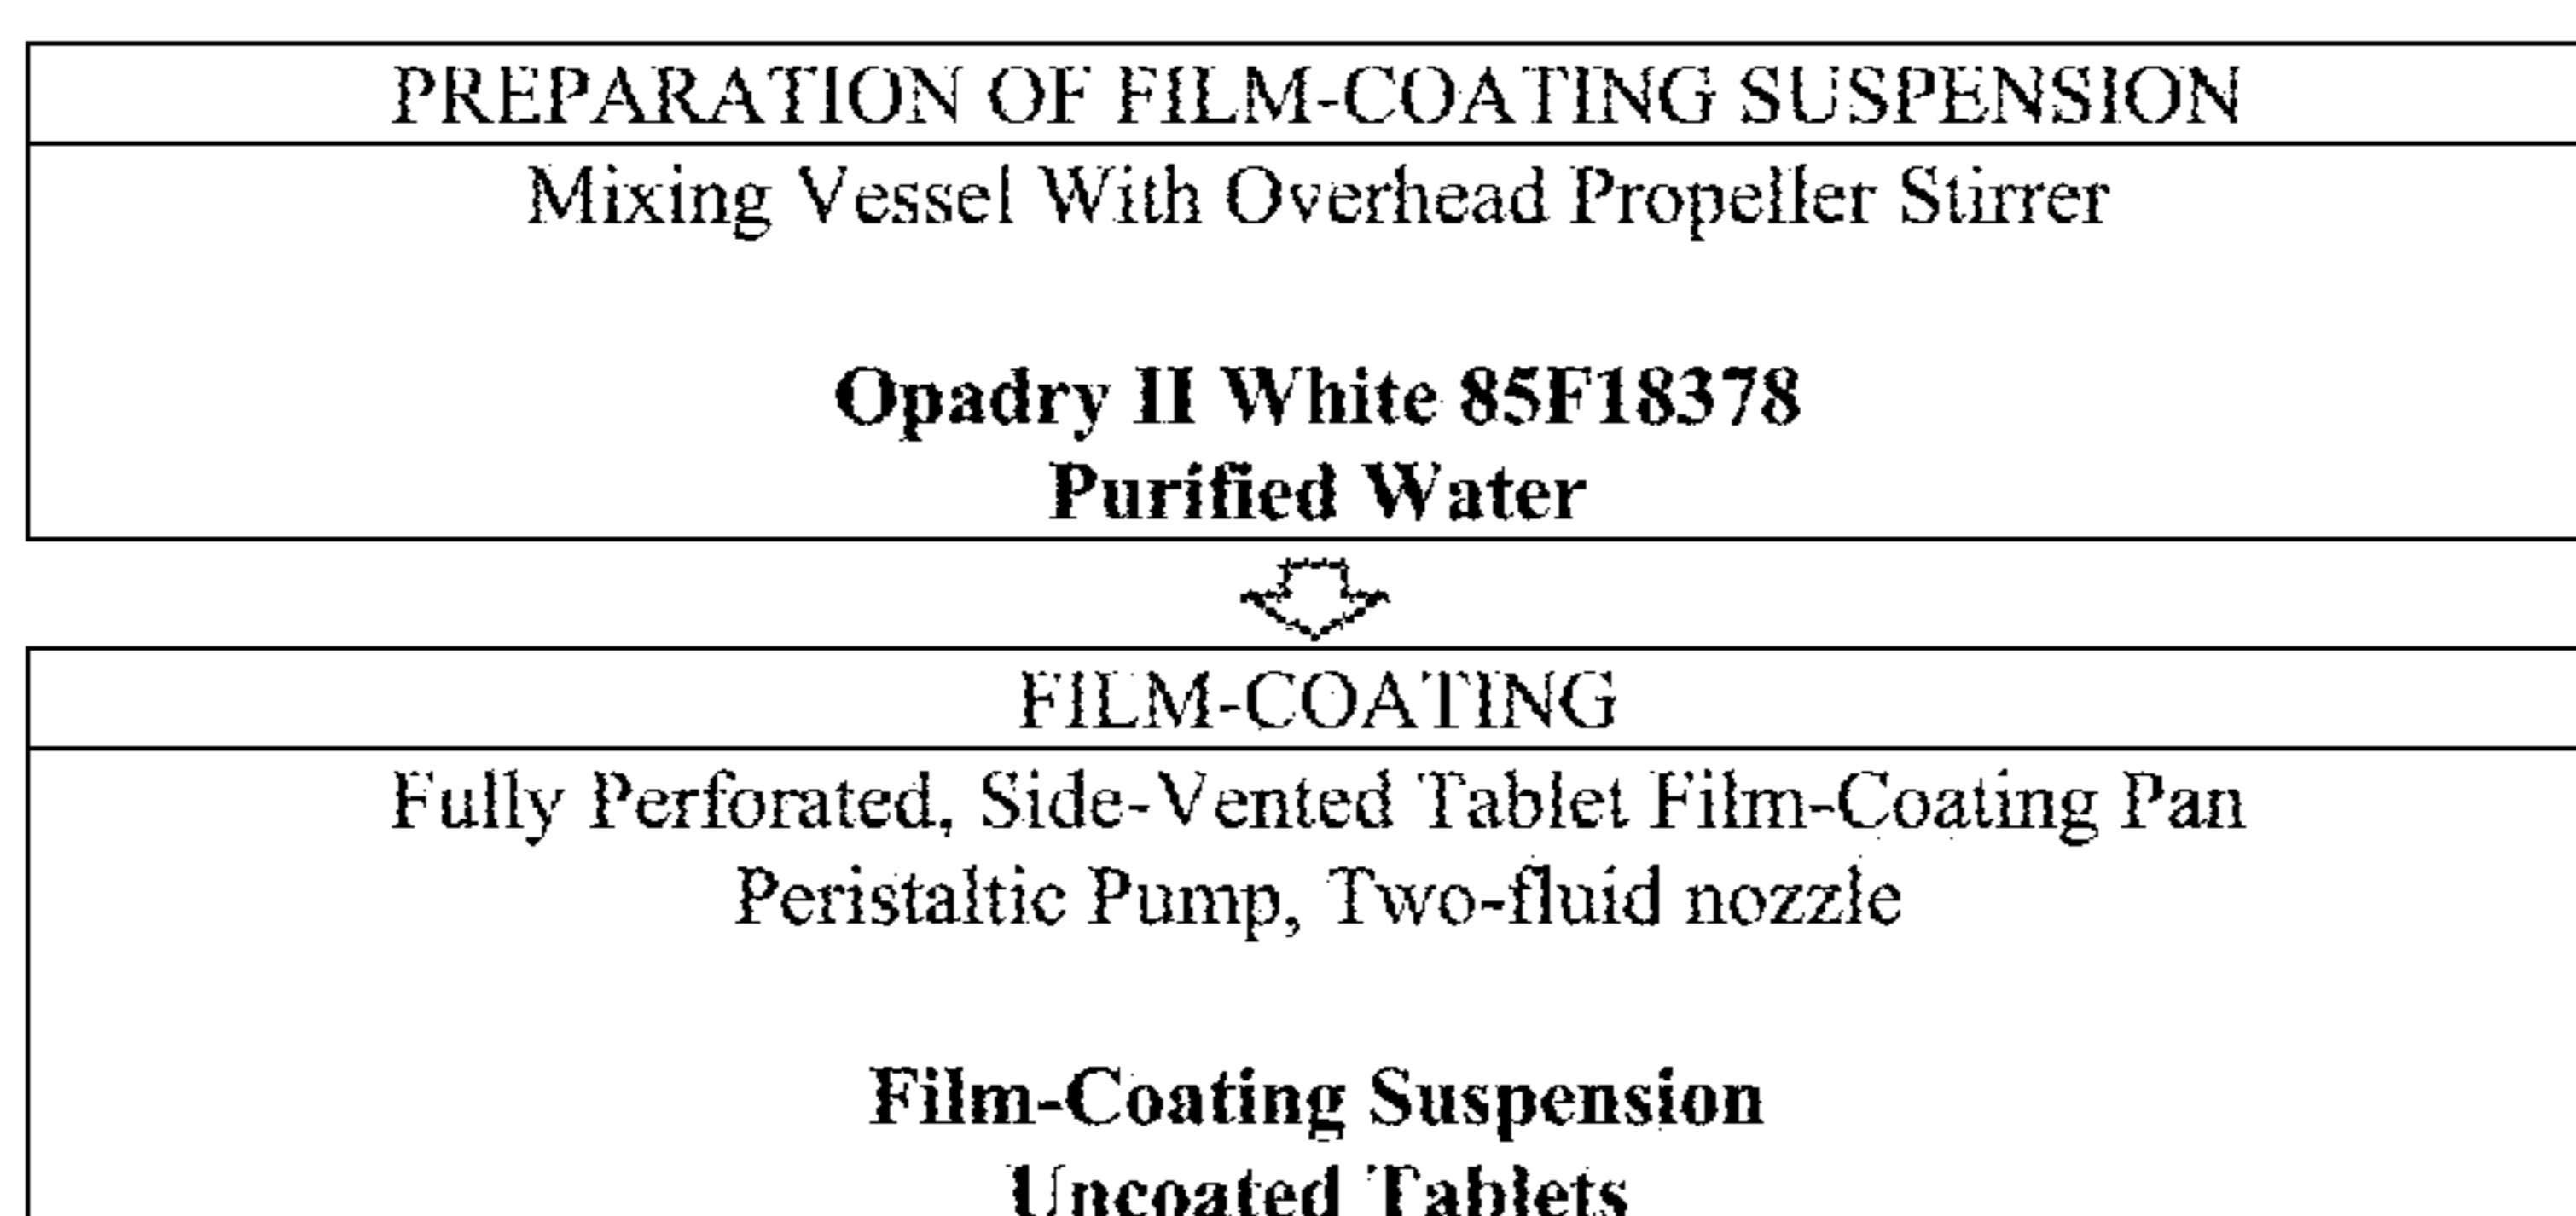 PREPARATION OF FILM-COATING SUSPENSION
Mixing Vessel With Overhead Propeller Stirrer
Opadry II White 85F18378
Purified Water
FILM-COATING
Fully Perforated, Side-Vented Tablet Film-Coating Pan
Peristaltic Pump, Two-fluid nozzle
Film-Coating Suspension
Uncoated Tablets